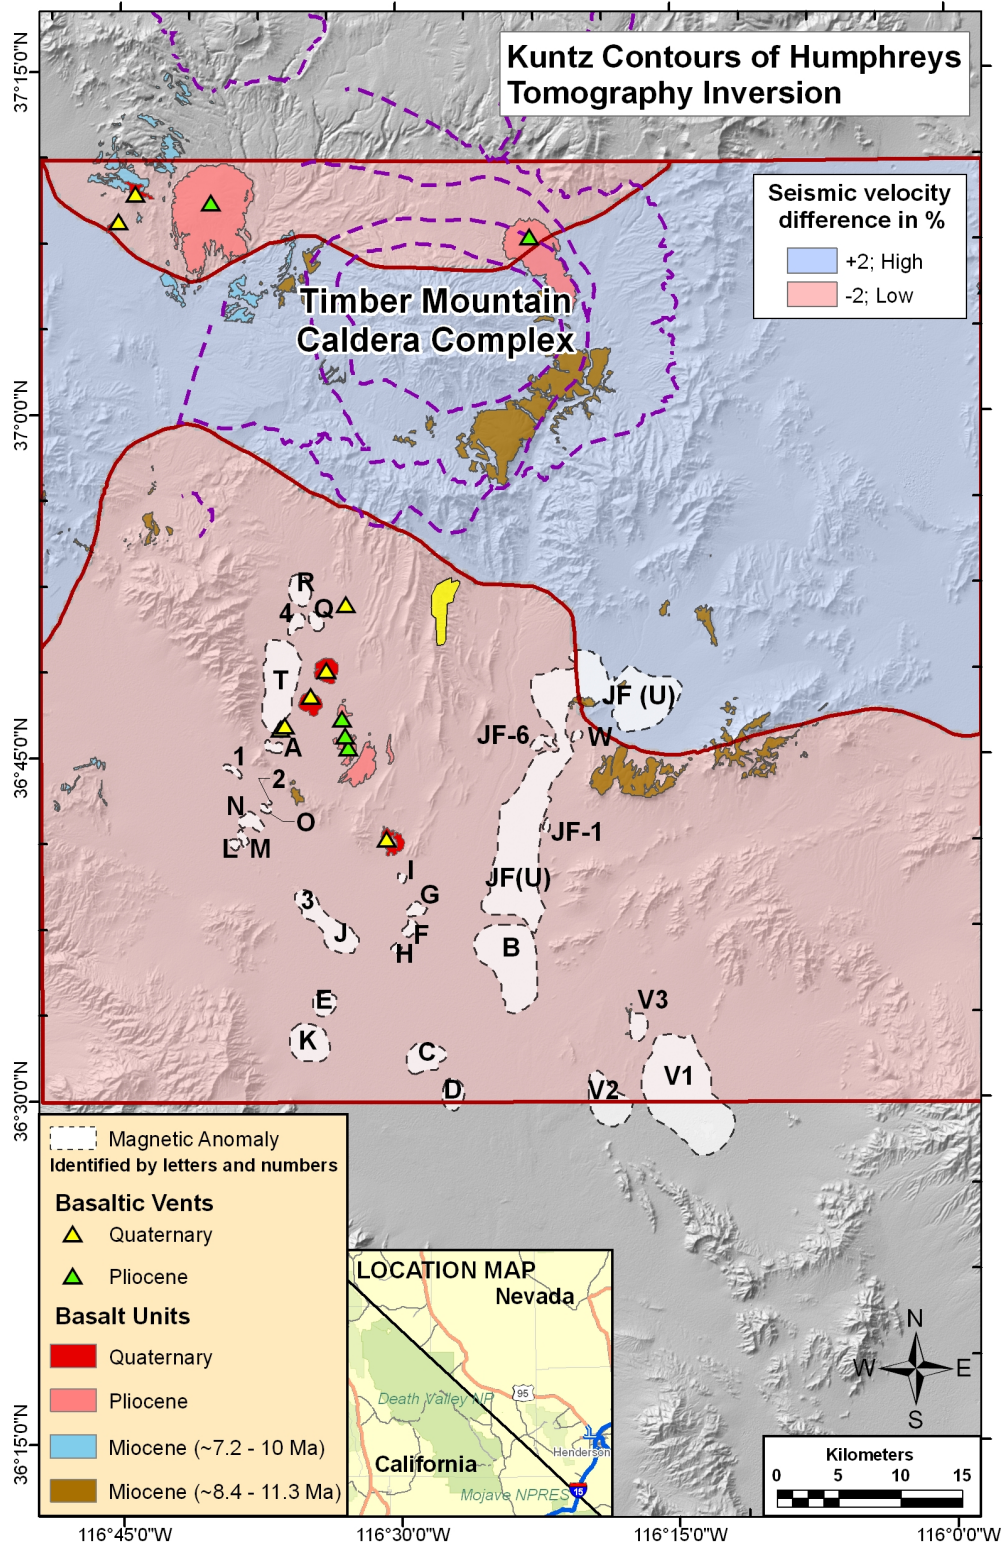 Kuntz Contours of Humphreys
Tomography Inversion
37°15'0"N
Seismic velocity
difference in %
+2; High
-2; Low
Timber Mountain
Caldera Complex
37°0'0"N
R
4
Q
T
JF (U)
JF-6
W
A
36°45'0"N
1
2
N
O
L
M
JF-1
I
JF(U)
G
3
F
J
H
B
E
V3
K
C
V1
D
V2
36°30'0"N
Magnetic Anomaly
Identified by letters and numbers
Basaltic Vents
Quaternary
Pliocene
Basalt Units
Quaternary
Pliocene
Miocene (~7.2 - 10 Ma)
Miocene (~8.4 - 11.3 Ma)
LOCATION MAP
Nevada
95
Death Valley NP
Henderson
California
Mojave NPRES
15
N
W
E
S
Kilometers
0 5 10 15
36°15'0"N
116°45'0"W 116°30'0"W 116°15'0"W 116°0'0"W